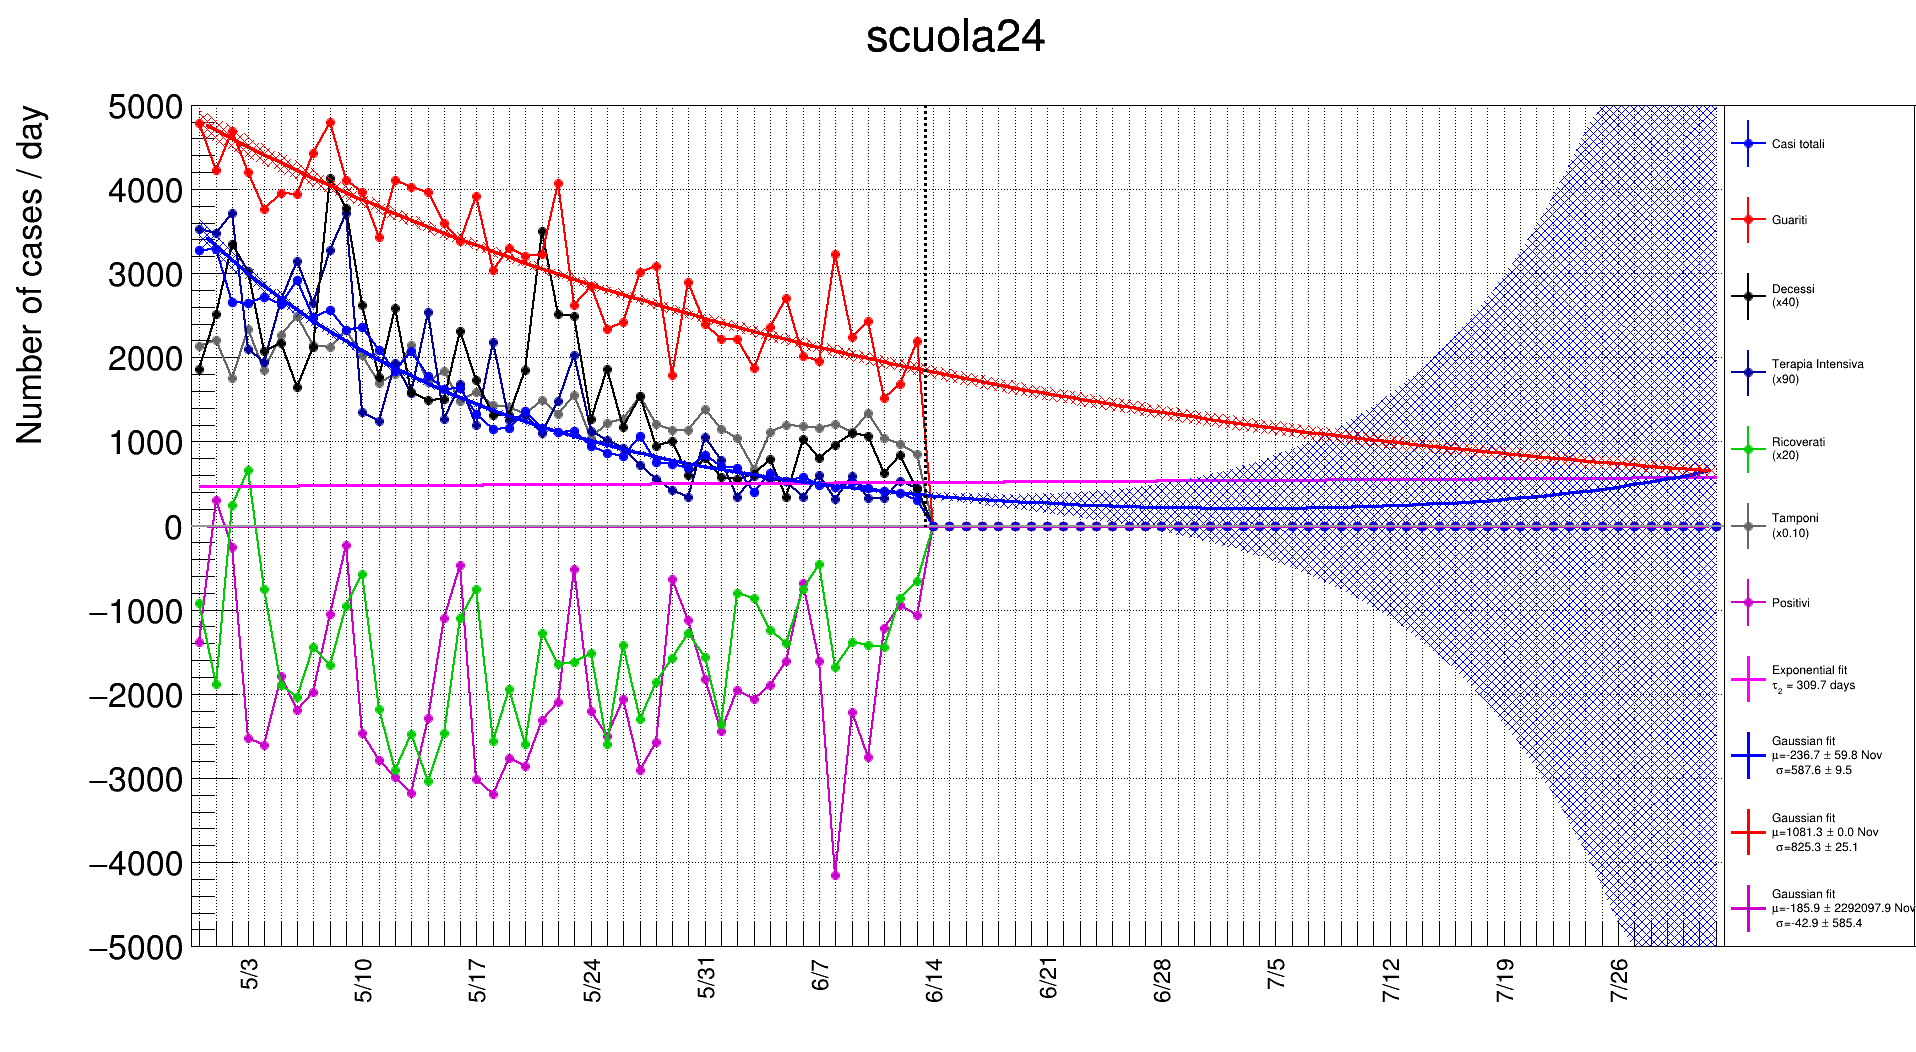 scuola24
Number of cases / day
5000
4000
3000
2000
1000
0
−1000
−2000
−3000
−4000
−5000
5/3
5/10
5/17
5/24
5/31
6/7
6/14
6/21
6/28
7/5
7/12
7/19
7/26
Casi totali
Guariti
Decessi
(x40)
Terapia Intensiva
(x90)
Ricoverati
(x20)
Tamponi
(x0.10)
Positivi
Exponential fit
τ2 = 309.7 days
Gaussian fit
μ=-236.7 ± 59.8 Nov
σ=587.6 ± 9.5
Gaussian fit
μ=1081.3 ± 0.0 Nov
σ=825.3 ± 25.1
Gaussian fit
μ=-185.9 ± 2292097.9 Nov
σ=-42.9 ± 585.4